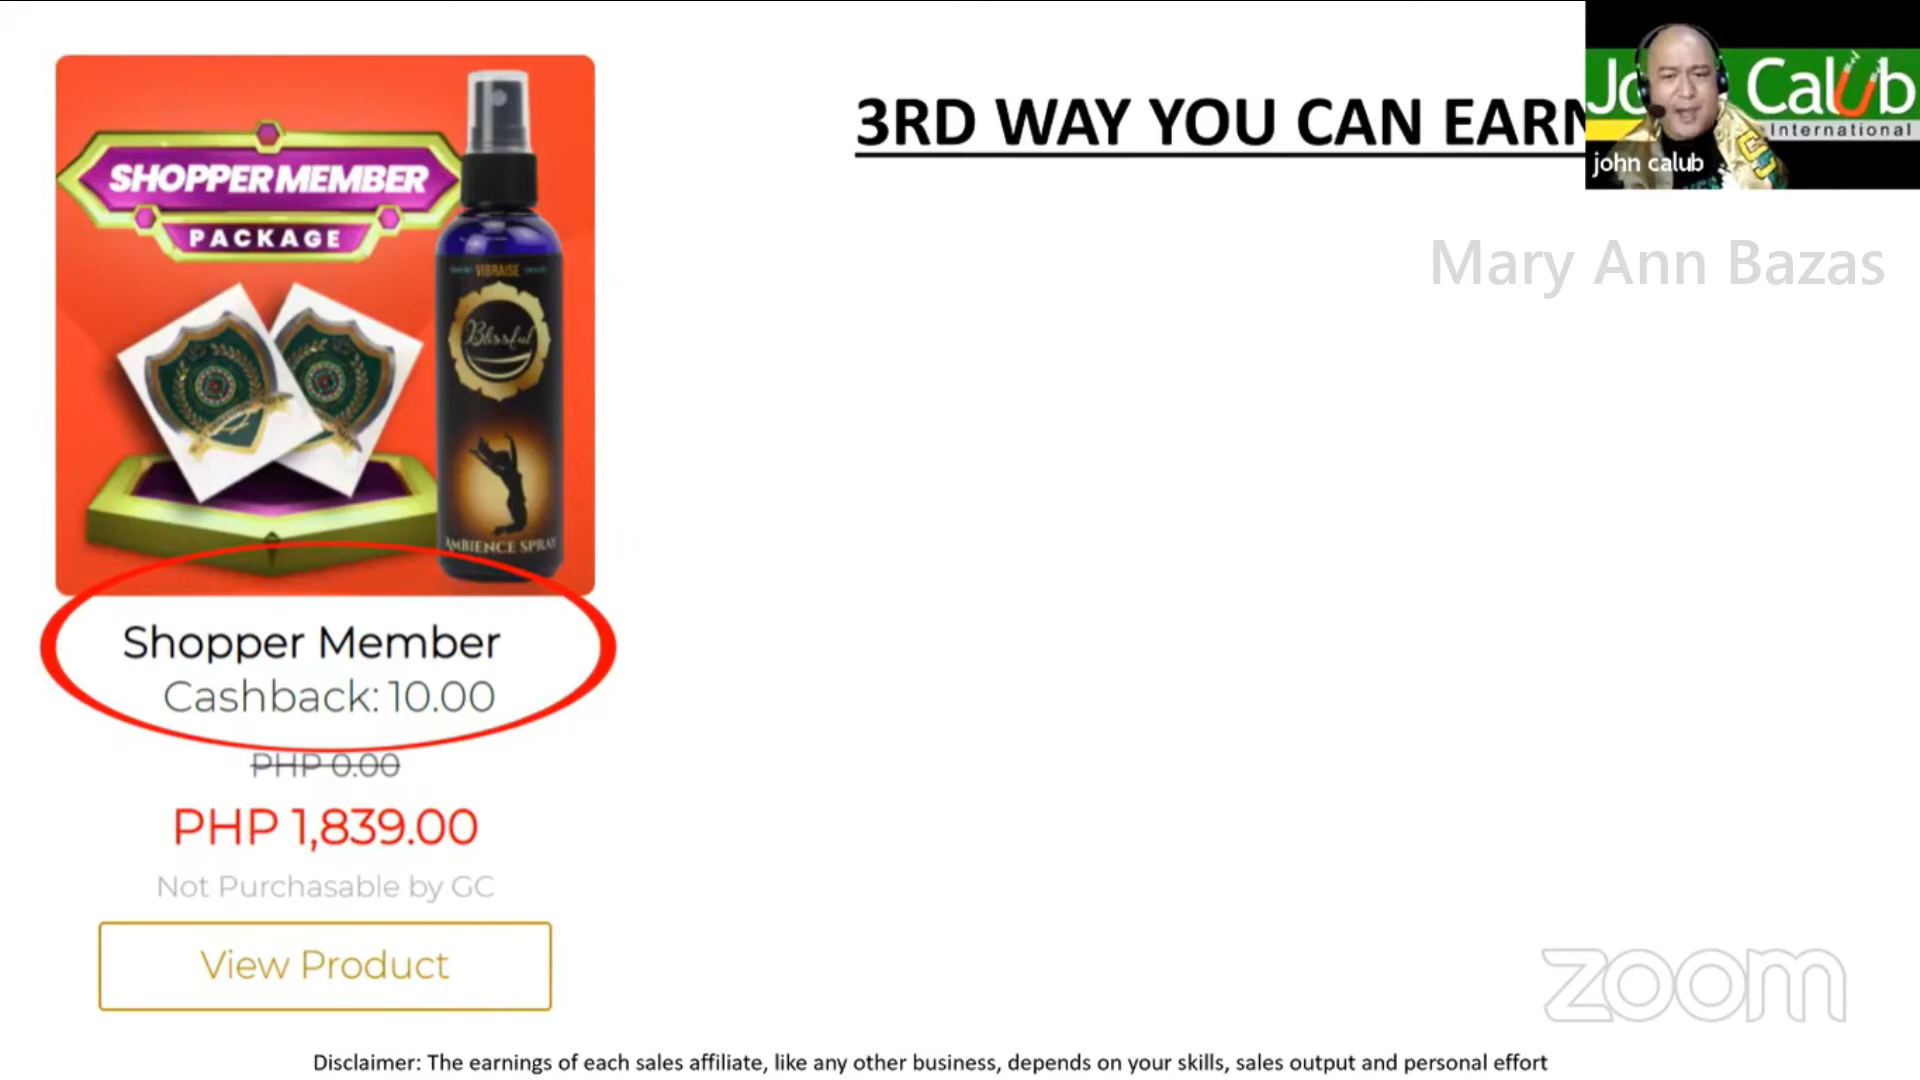 SHOPPER MEMBER
PACKAGE
VIBRAISE
Blissful
AMBIENCE SPRAY
3RD WAY YOU CAN EARN
Calub
International
john calub
Mary Ann Bazas
Shopper Member
Cashback: 10.00
PHP 0.00
PHP 1,839.00
Not Purchasable by GC
View Product
zoom
Disclaimer: The earnings of each sales affiliate, like any other business, depends on your skills, sales output and personal effort